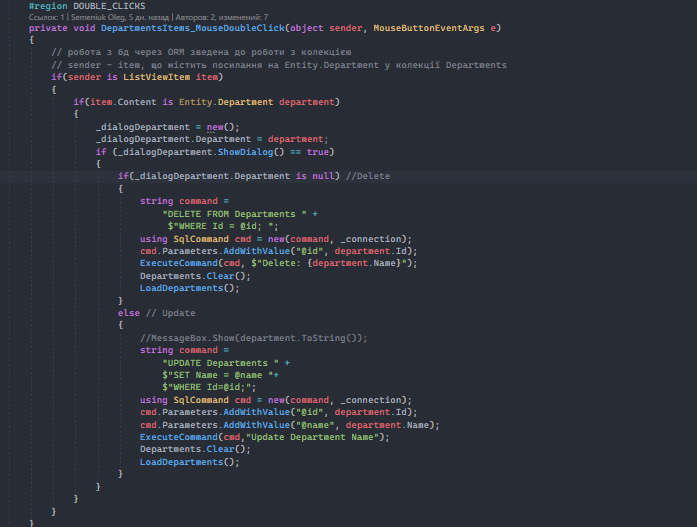 #region DOUBLE_CLICKS
Ссылок: 1 | Semeniuk Oleg, 5 дн. назад | Авторов: 2, изменений: 7
private void DepartmentsItems_MouseDoubleClick(object sender, MouseButtonEventArgs e)
{
// робота з бд через ORM зведена до роботи з колекцією
// sender - item, що містить посилання на Entity.Department у колекції Departments
if(sender is ListViewItem item)
{
if(item.Content is Entity.Department department)
{
_dialogDepartment = new();
_dialogDepartment.Department = department;
if (_dialogDepartment.ShowDialog() == true)
{
if(_dialogDepartment.Department is null) //Delete
{
string command =
"DELETE FROM Departments " +
$"WHERE Id = @id; ";
using SqlCommand cmd = new(command, _connection);
cmd.Parameters.AddWithValue("@id", department.Id);
ExecuteCommand(cmd, $"Delete: {department.Name}");
Departments.Clear();
LoadDepartments();
}
else // Update
{
//MessageBox.Show(department.ToString());
string command =
"UPDATE Departments " +
$"SET Name = @name "+
$"WHERE Id=@id;";
using SqlCommand cmd = new(command, _connection);
cmd.Parameters.AddWithValue("@id", department.Id);
cmd.Parameters.AddWithValue("@name", department.Name);
ExecuteCommand(cmd,"Update Department Name");
Departments.Clear();
LoadDepartments();
}
}
}
}
}